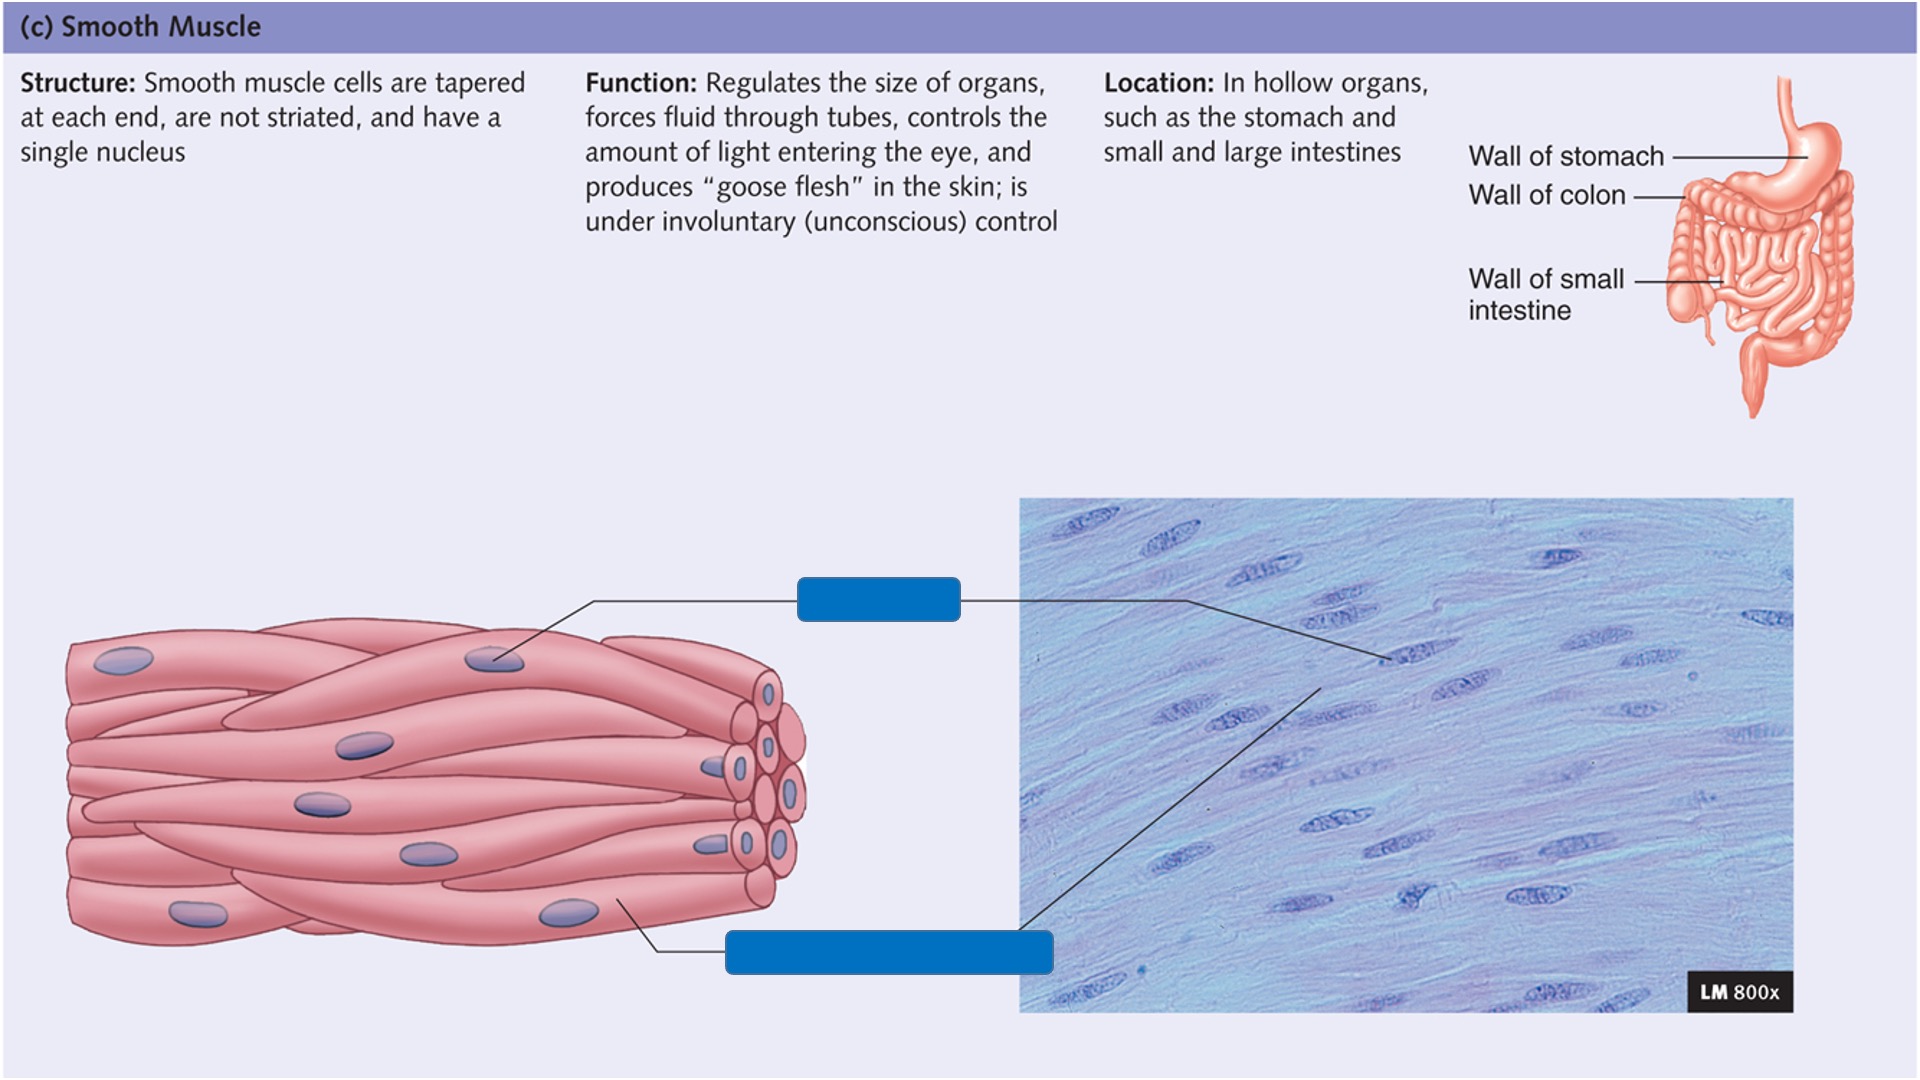 (c) Smooth Muscle
Structure: Smooth muscle cells are tapered
at each end, are not striated, and have a
single nucleus
Function: Regulates the size of organs,
forces fluid through tubes, controls the
amount of light entering the eye, and
produces “goose flesh” in the skin; is
under involuntary (unconscious) control
Location: In hollow organs,
such as the stomach and
small and large intestines
Wall of stomach
Wall of colon
Wall of small
intestine
LM 800x